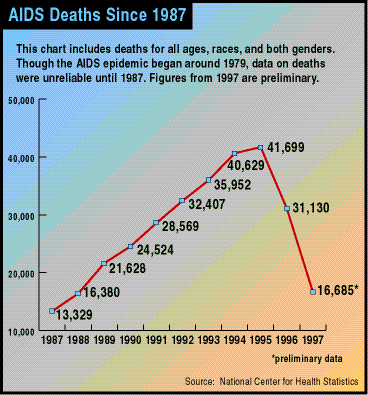 AIDS Deaths Since 1987
This chart includes deaths for all ages, races, and both genders.
Though the AIDS epidemic began around 1979, data on deaths
were unreliable until 1987. Figures from 1997 are preliminary.
50,000
40,000
30,000
20,000
10,000
13,329
16,380
21,628
24,524
28,569
32,407
35,952
40,629
41,699
31,130
16,685*
1987 1988 1989 1990 1991 1992 1993 1994 1995 1996 1997
*preliminary data
Source: National Center for Health Statistics